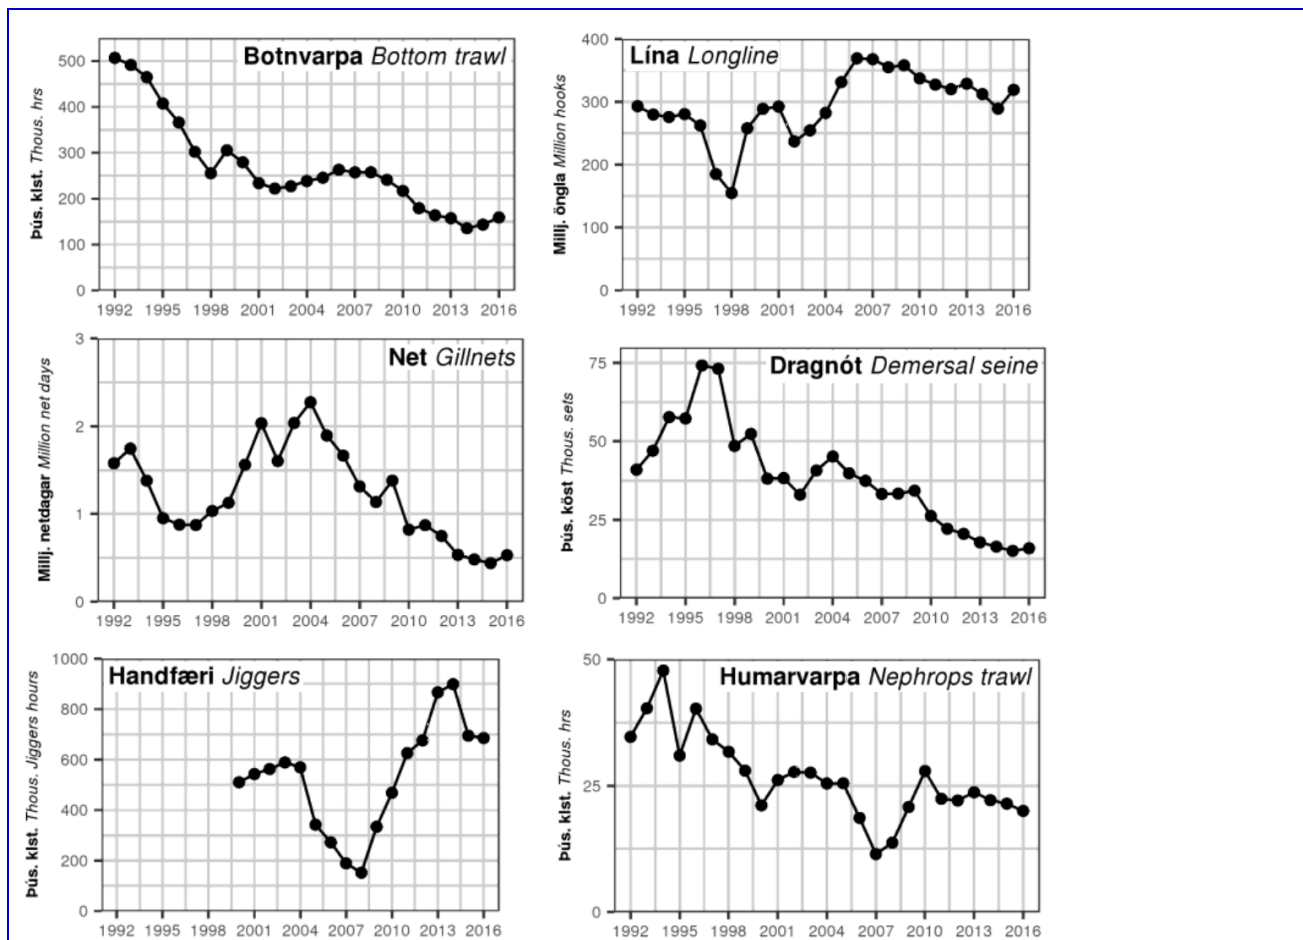 Botnvarpa Bottom trawl
Þús. klst. Thous. hrs
500
400
300
200
100
0
1992 1995 1998 2001 2004 2007 2010 2013 2016
Lína Longline
Millj. öngla Million hooks
400
300
200
100
0
1992 1995 1998 2001 2004 2007 2010 2013 2016
Net Gillnets
Millj. netdagar Million net days
3
2
1
0
1992 1995 1998 2001 2004 2007 2010 2013 2016
Dragnót Demersal seine
Þús. köst Thous. sets
75
50
25
0
1992 1995 1998 2001 2004 2007 2010 2013 2016
Handfæri Jiggers
Þús. klst. Thous. Jiggers hours
1000
800
600
400
200
0
1992 1995 1998 2001 2004 2007 2010 2013 2016
Humarvarpa Nephrops trawl
Þús. klst. Thous. hrs
50
25
0
1992 1995 1998 2001 2004 2007 2010 2013 2016